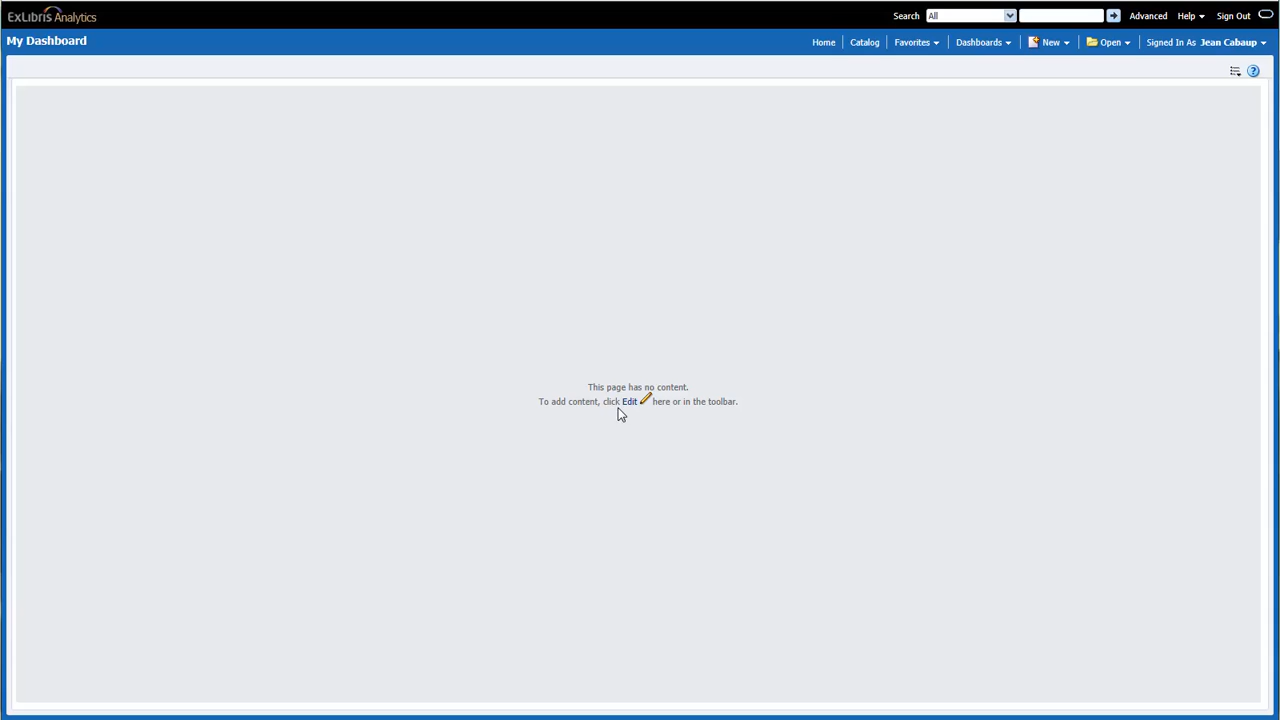 ExLibris Analytics
Search All Advanced Help Sign Out
My Dashboard
Home Catalog Favorites Dashboards New Open Signed In As Jean Cabaup
This page has no content.
To add content, click Edit here or in the toolbar.